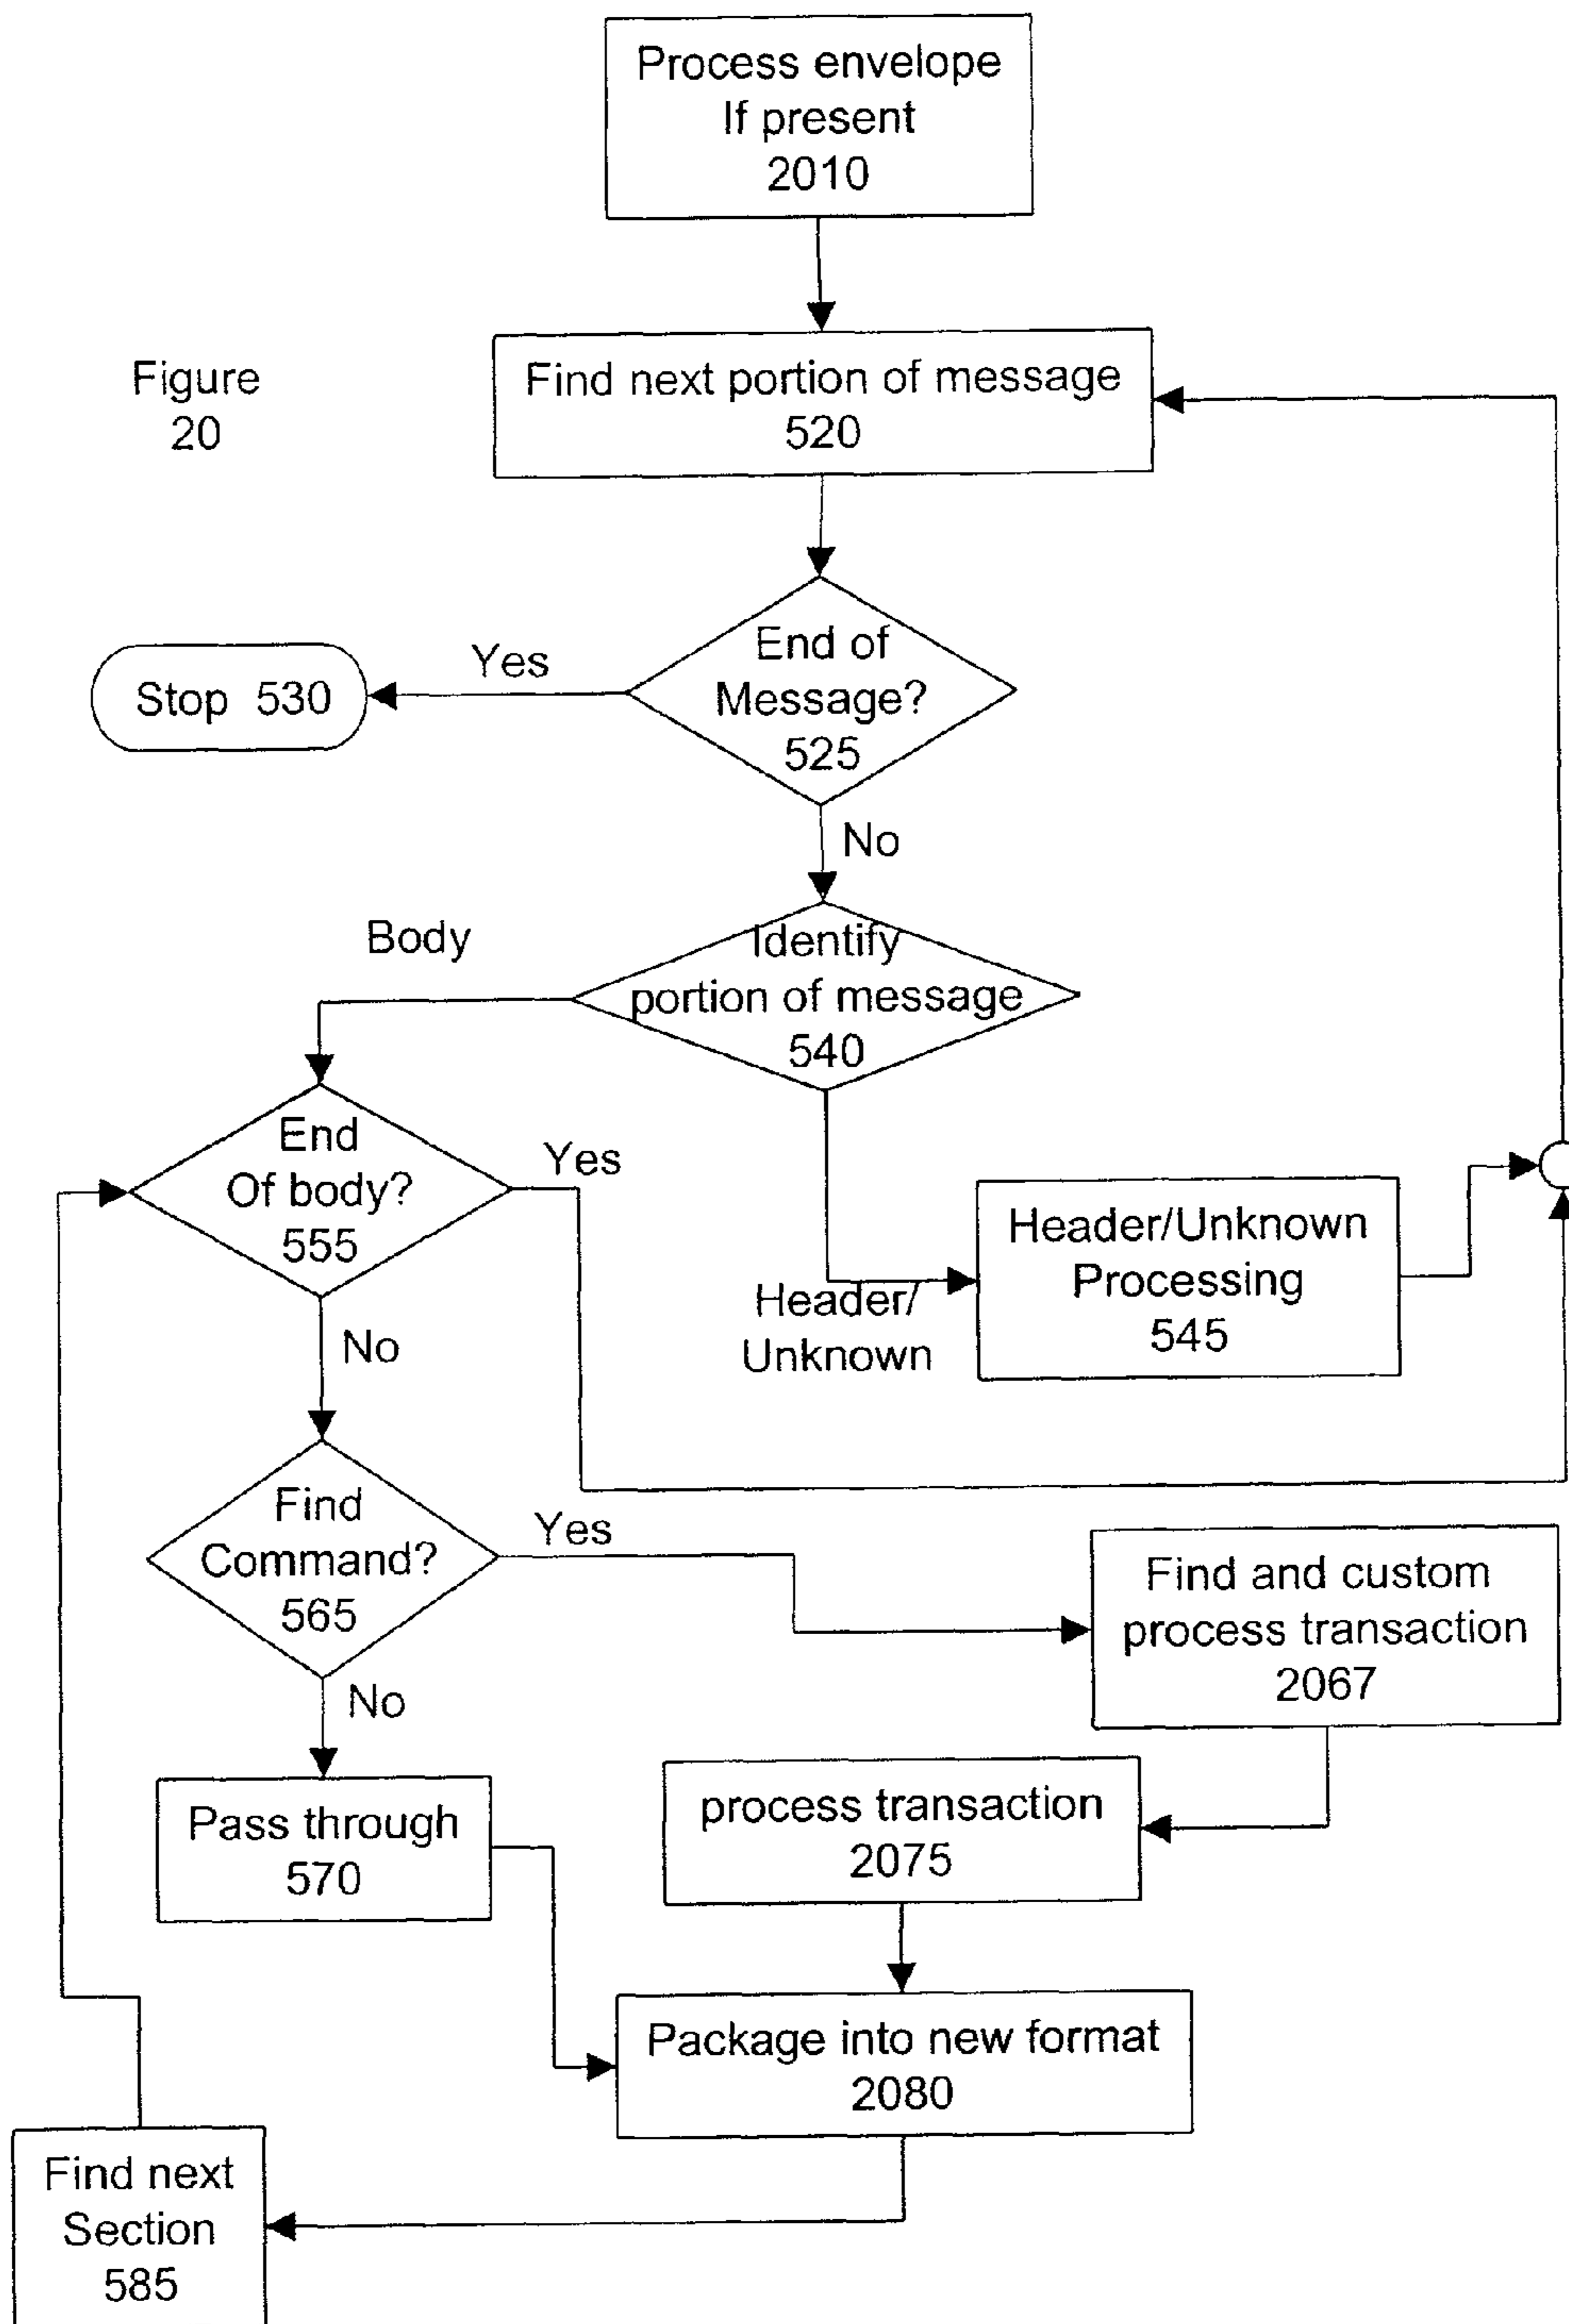 Process envelope
If present
2010
Figure
20
Find next portion of message
520
End of
Message?
525
Yes
Stop 530
No
Identify
portion of message
540
Body
End
Of body?
555
Yes
Header/Unknown
Processing
545
Header/
Unknown
No
Find
Command?
565
Yes
Find and custom
process transaction
2067
No
Pass through
570
process transaction
2075
Package into new format
2080
Find next
Section
585